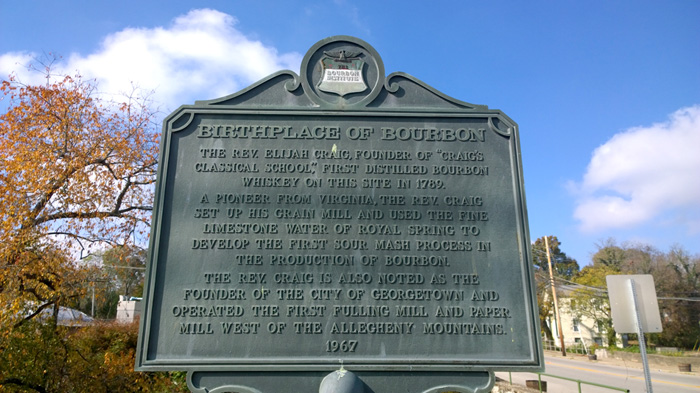 BOURBON
INSTITUTE
BIRTHPLACE OF BOURBON
THE REV. ELIJAH CRAIG, FOUNDER OF "CRAIG'S
CLASSICAL SCHOOL," FIRST DISTILLED BOURBON
WHISKEY ON THIS SITE IN 1789.
A PIONEER FROM VIRGINIA, THE REV. CRAIG
SET UP HIS GRAIN MILL AND USED THE FINE
LIMESTONE WATER OF ROYAL SPRING TO
DEVELOP THE FIRST SOUR MASH PROCESS IN
THE PRODUCTION OF BOURBON.
THE REV. CRAIG IS ALSO NOTED AS THE
FOUNDER OF THE CITY OF GEORGETOWN AND
OPERATED THE FIRST FULLING MILL AND PAPER
MILL WEST OF THE ALLEGHENY MOUNTAINS.
1967